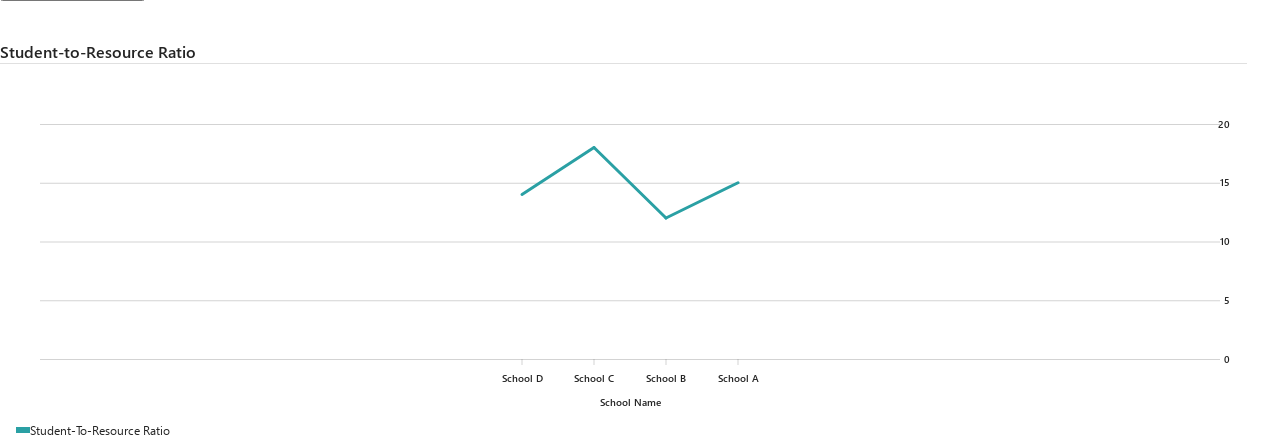 Student-to-Resource Ratio
20
15
10
5
0
School D School C School B School A
School Name
Student-To-Resource Ratio